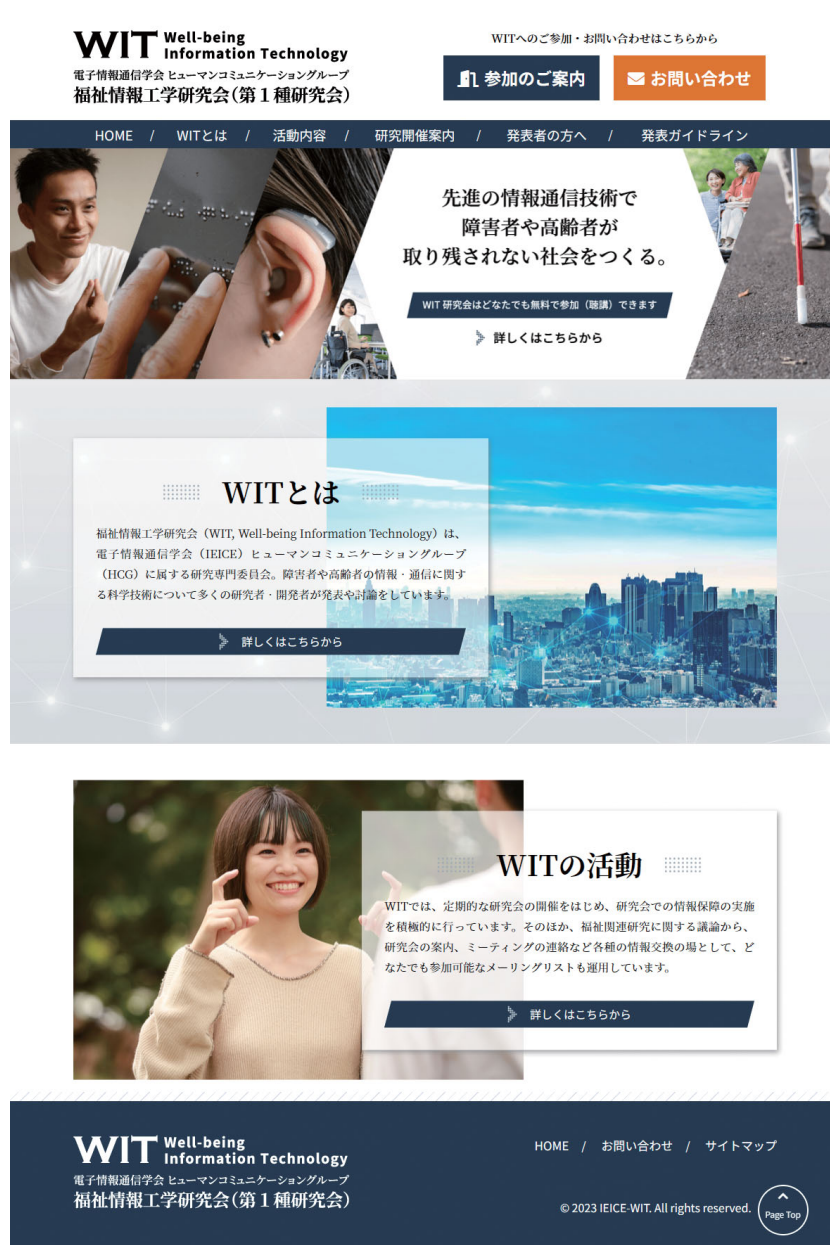 WIT Well-being
Information Technology
電子情報通信学会 ヒューマンコミュニケーショングループ
福祉情報工学研究会(第１種研究会)
WITへのご参加・お問い合わせはこちらから
参加のご案内
お問い合わせ
HOME / WITとは / 活動内容 / 研究開催案内 / 発表者の方へ / 発表ガイドライン
先進の情報通信技術で
障害者や高齢者が
取り残されない社会をつくる。
WIT 研究会はどなたでも無料で参加（聴講）できます
詳しくはこちらから
WITとは
福祉情報工学研究会（WIT, Well-being Information Technology）は、
電子情報通信学会（IEICE）ヒューマンコミュニケーショングループ
（HCG）に属する研究専門委員会。障害者や高齢者の情報・通信に関す
る科学技術について多くの研究者・開発者が発表や討論をしています。
詳しくはこちらから
WITの活動
WITでは、定期的な研究会の開催をはじめ、研究会での情報保障の実施
を積極的に行っています。そのほか、福祉関連研究に関する議論から、
研究会の案内、ミーティングの連絡など各種の情報交換の場として、ど
なたでも参加可能なメーリングリストも運用しています。
詳しくはこちらから
WIT Well-being
Information Technology
電子情報通信学会 ヒューマンコミュニケーショングループ
福祉情報工学研究会(第１種研究会)
HOME / お問い合わせ / サイトマップ
© 2023 IEICE-WIT. All rights reserved.
Page Top